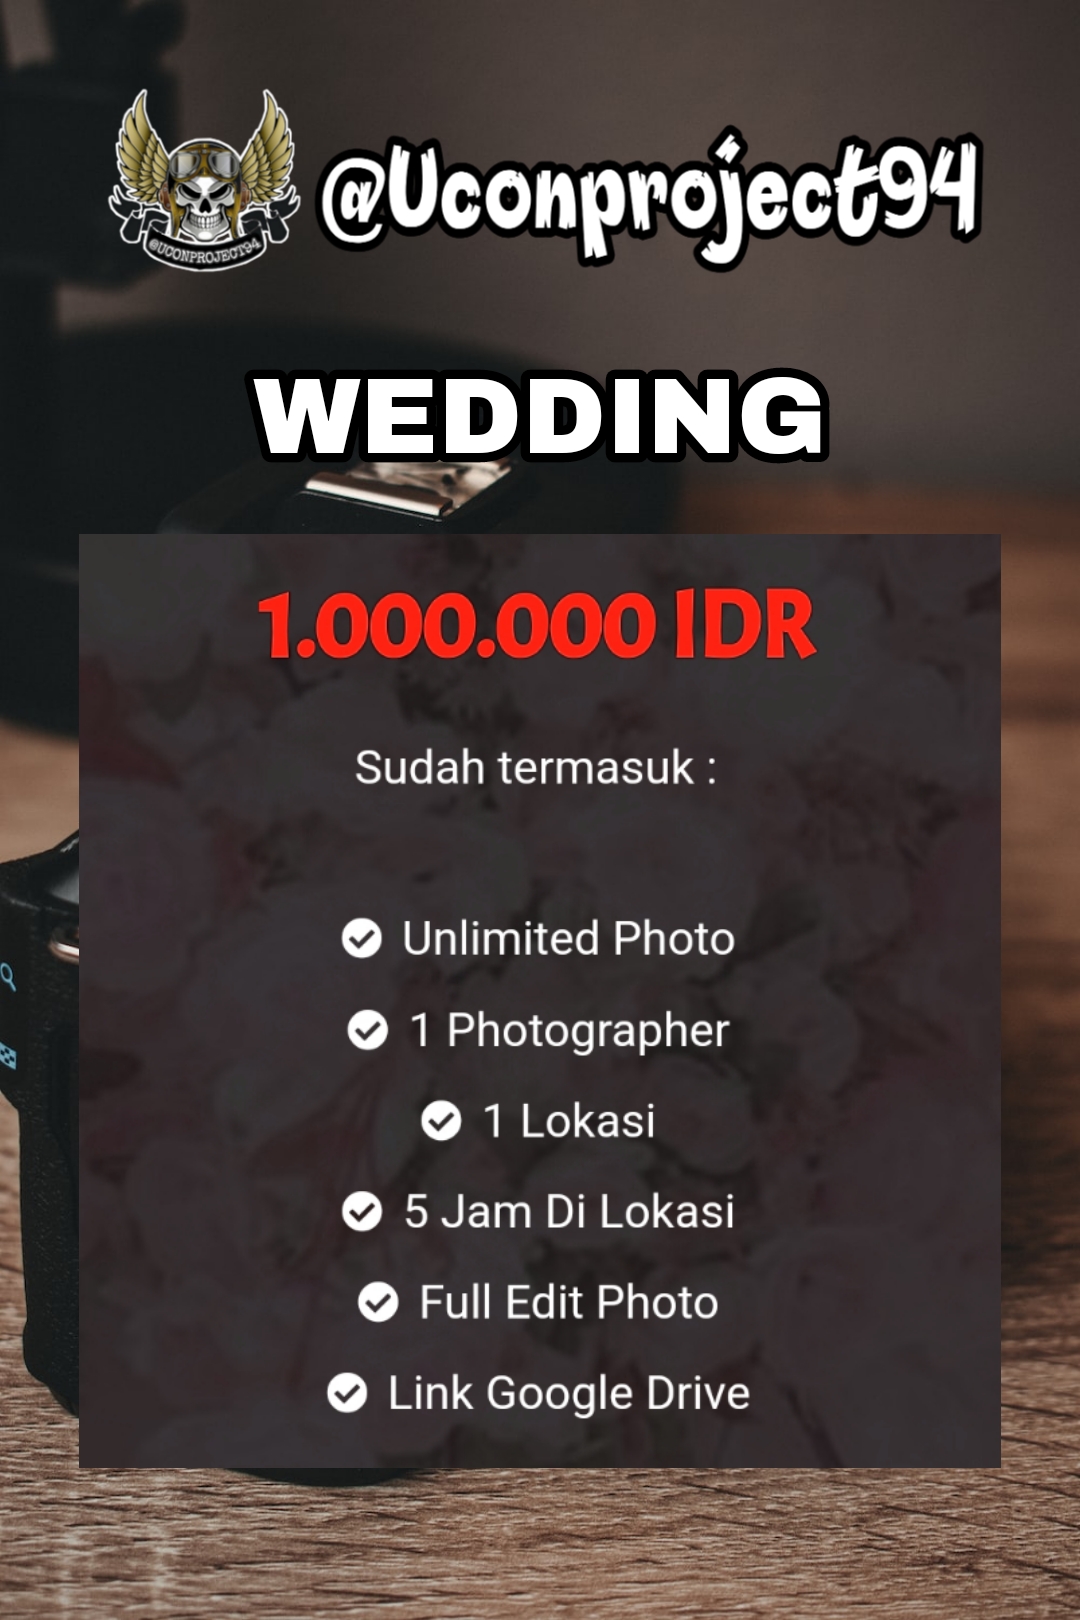 @UCONPROJECT94
@Uconproject94
WEDDING
1.000.000 IDR
Sudah termasuk :
Unlimited Photo
1 Photographer
1 Lokasi
5 Jam Di Lokasi
Full Edit Photo
Link Google Drive